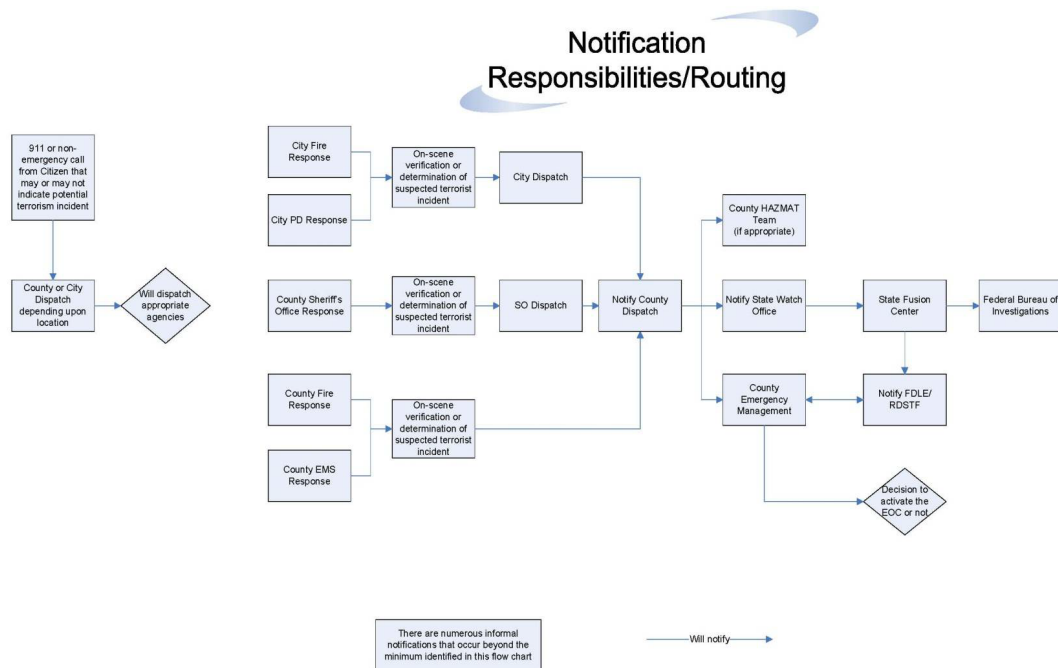 Notification
Responsibilities/Routing
911 or non-
emergency call
from Citizen that
may or may not
indicate potential
terrorism incident
County or City
Dispatch
depending upon
location
Will dispatch
appropriate
agencies
City Fire
Response
City PD Response
On-scene
verification or
determination of
suspected terrorist
incident
City Dispatch
County Sheriff's
Office Response
On-scene
verification or
determination of
suspected terrorist
incident
SO Dispatch
Notify County
Dispatch
County Fire
Response
County EMS
Response
On-scene
verification or
determination of
suspected terrorist
incident
County HAZMAT
Team
(if appropriate)
Notify State Watch
Office
State Fusion
Center
Federal Bureau of
Investigations
County
Emergency
Management
Notify FDLE/
RDSTF
Decision to
activate the
EOC or not
There are numerous informal
notifications that occur beyond the
minimum identified in this flow chart
Will notify